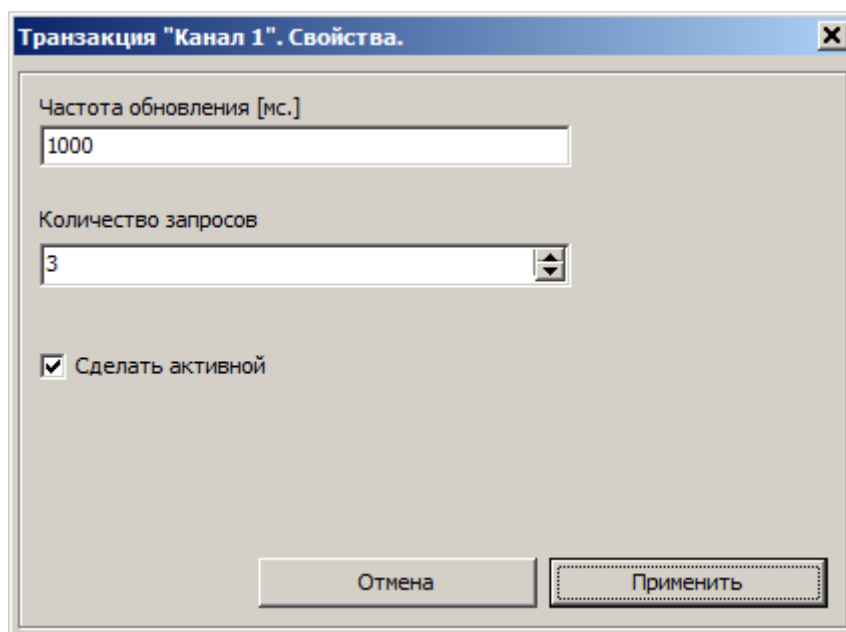 Транзакция "Канал 1". Свойства.
Частота обновления [мс.]
1000
Количество запросов
3
Сделать активной
Отмена
Применить